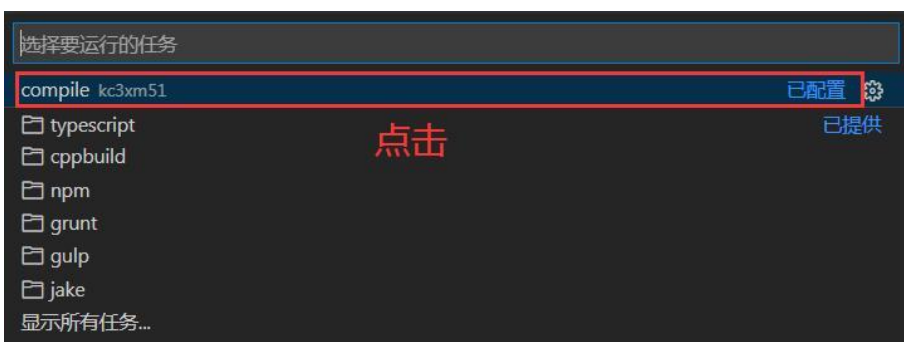 选择要运行的任务
compile kc3xm51 已配置
typescript 已提供
点击
cppbuild
npm
grunt
gulp
jake
显示所有任务...